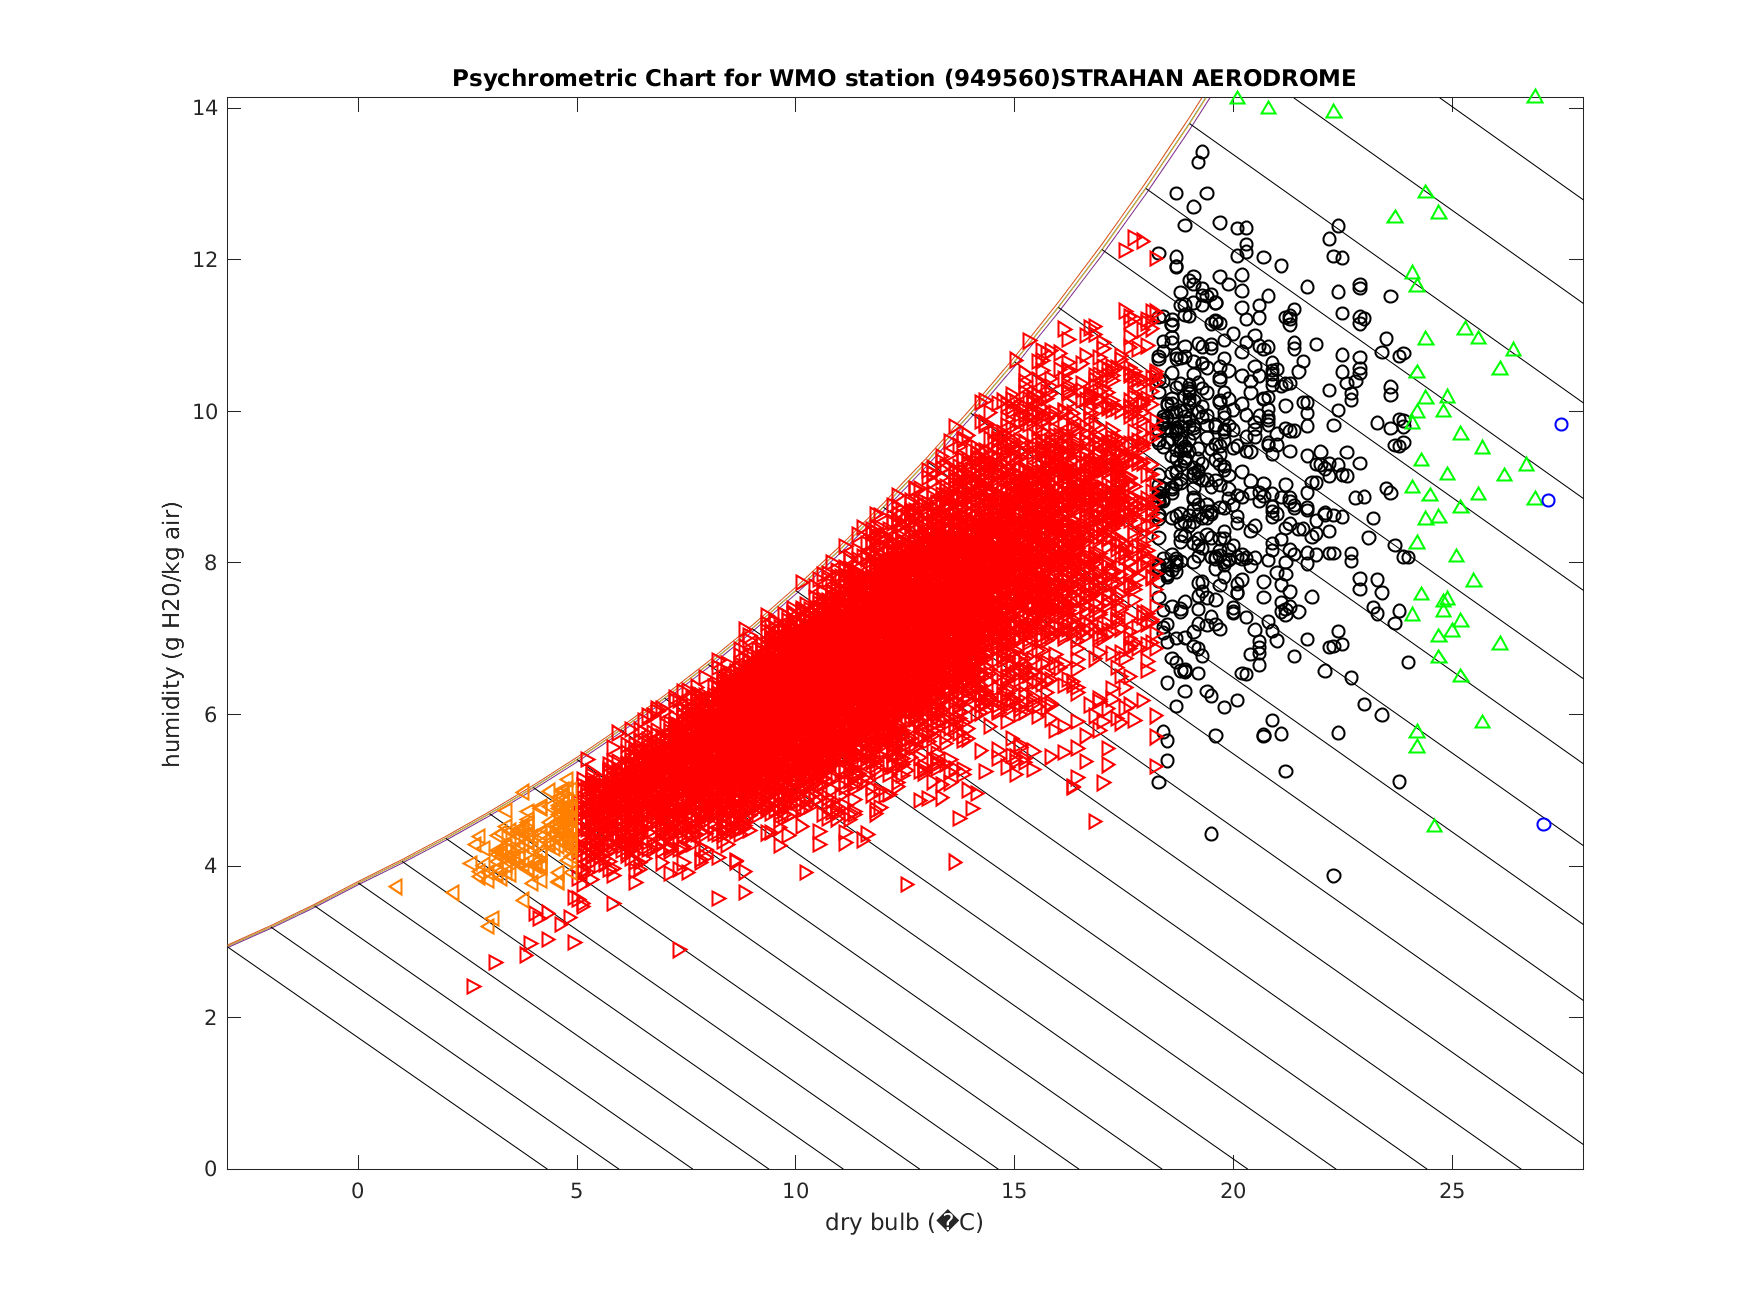 Psychrometric Chart for WMO station (949560)STRAHAN AERODROME
14
12
10
8
6
4
2
0
humidity (g H20/kg air)
0 5 10 15 20 25
dry bulb (�C)